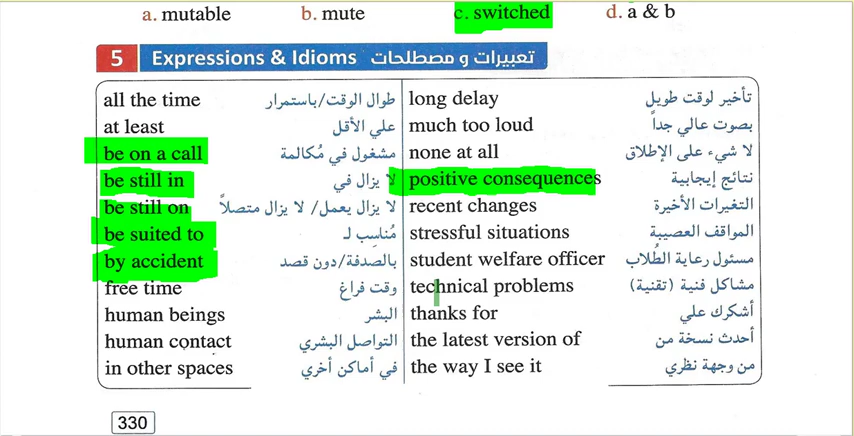 a. mutable b. mute c. switched d. a & b
5 Expressions & Idioms تعبيرات و مصطلحات
all the time طوال الوقت/باستمرار
at least علي الأقل
be on a call مشغول في مُكالمة
be still in لا يزال في
be still on لا يزال يعمل/ لا يزال متصلاً
be suited to مُناسِب لـ
by accident بالصدفة/دون قصد
free time وقت فراغ
human beings البشر
human contact التواصل البشري
in other spaces في أماكن أخري
long delay تأخير لوقت طويل
much too loud بصوت عالي جداً
none at all لا شيء على الإطلاق
positive consequences نتائج إيجابية
recent changes التغيرات الأخيرة
stressful situations المواقف العصيبة
student welfare officer مسئول رعاية الطُلاب
technical problems مشاكل فنية (تقنية)
thanks for أشكرك علي
the latest version of أحدث نسخة من
the way I see it من وجهة نظري
330